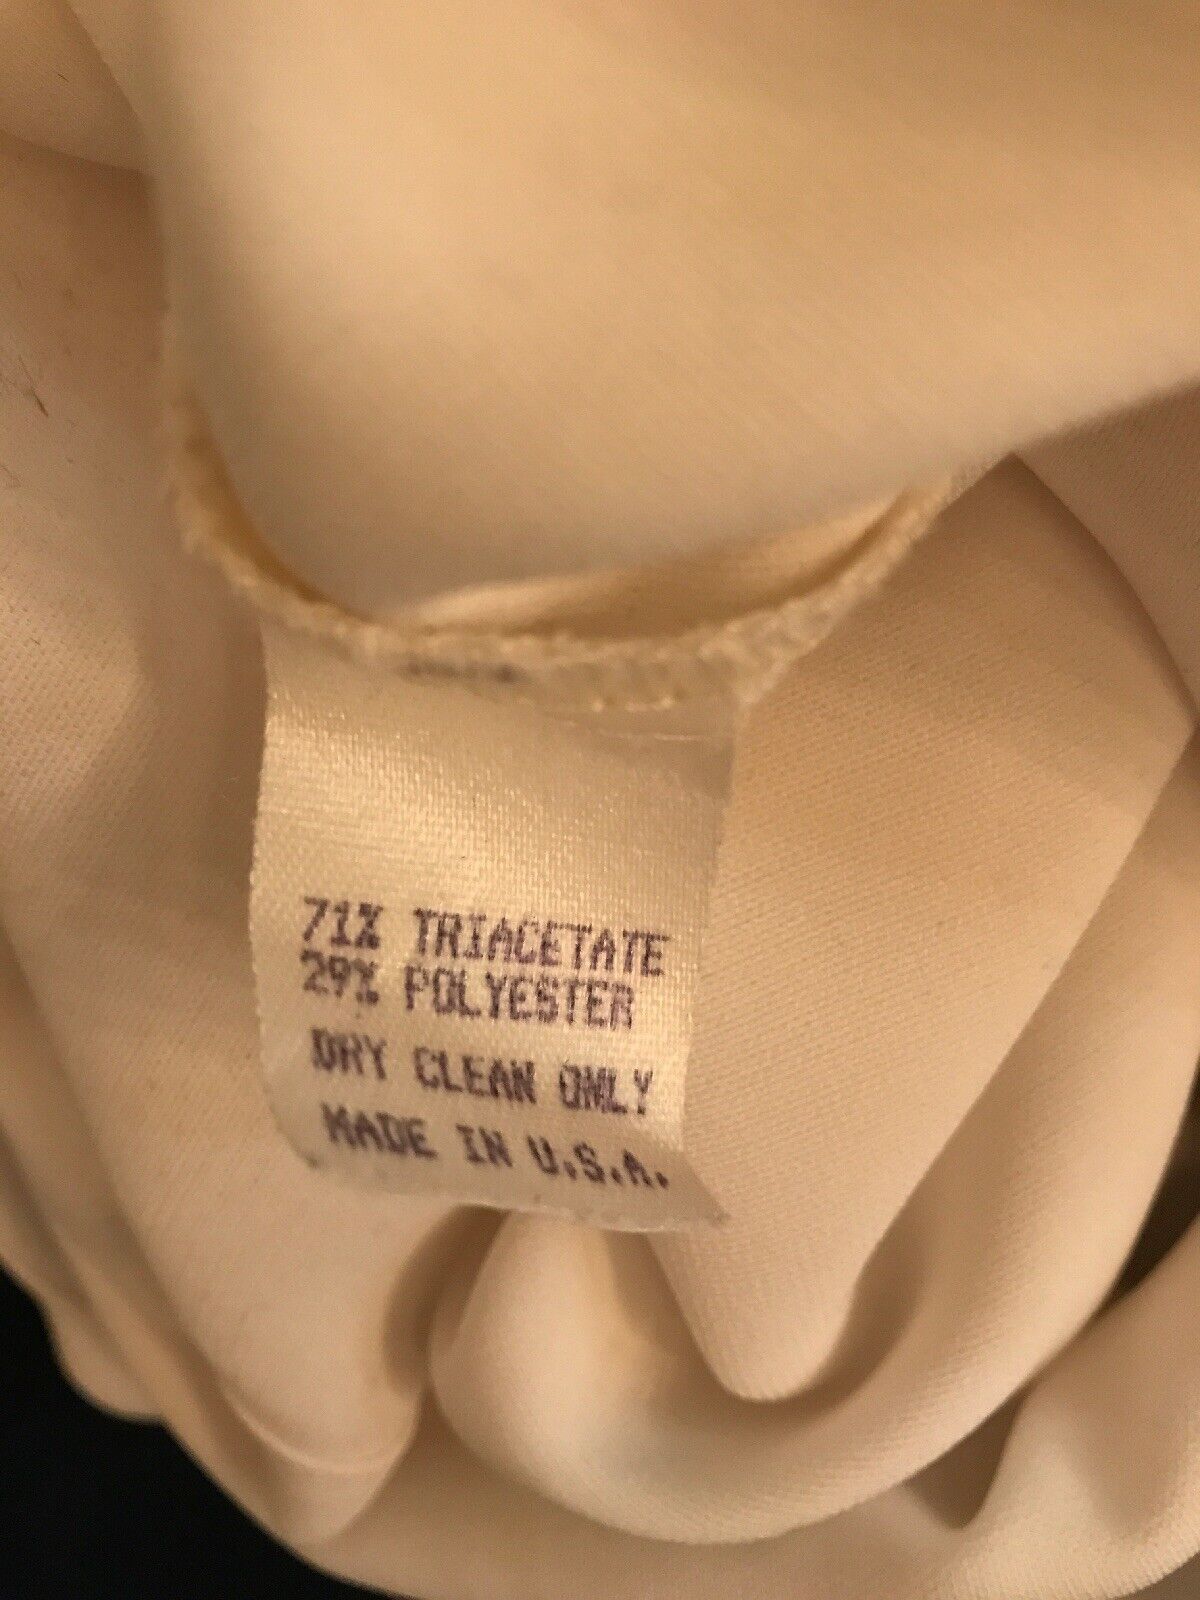 71% TRIACETATE
29% POLYESTER
DRY CLEAN ONLY
MADE IN U.S.A.